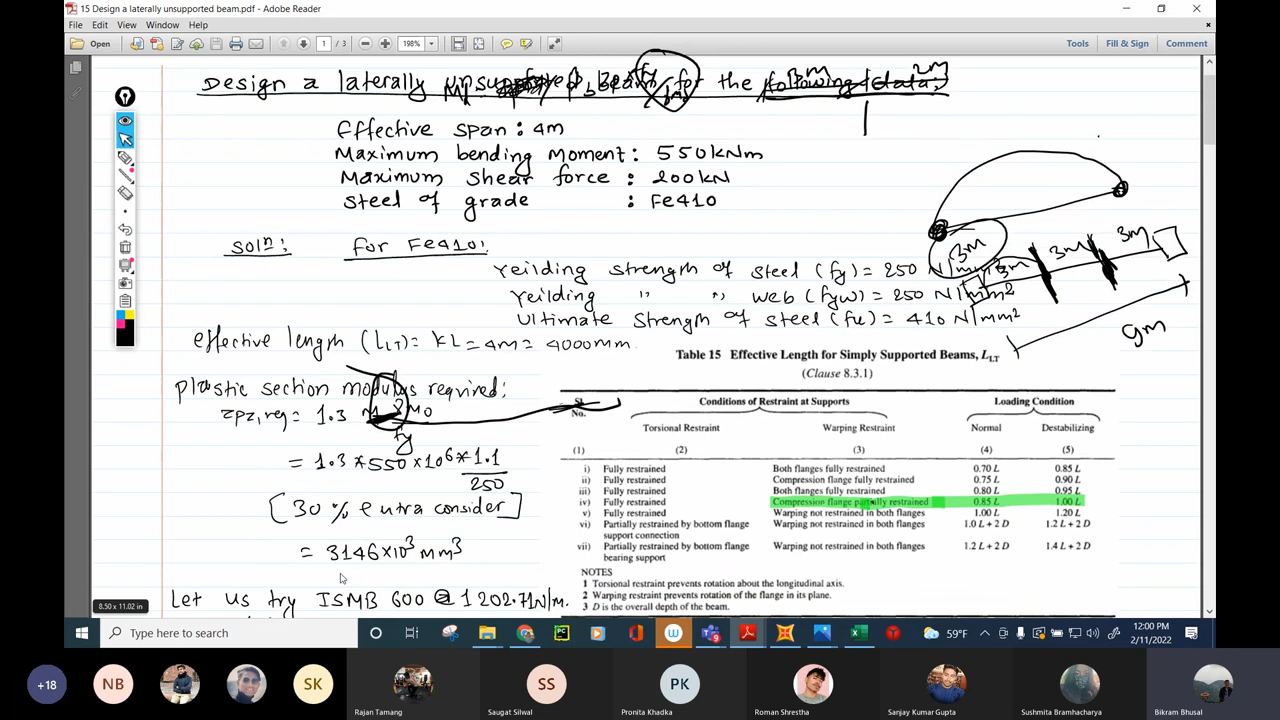 15 Design a laterally unsupported beam.pdf - Adobe Reader
File Edit View Window Help
Open 1 / 3 198% Tools Fill & Sign Comment
Design a laterally unsupported beam for the following data:
2m
Effective span : 4m
Maximum bending Moment : 550kNm
Maximum shear force : 200kN
Steel of grade : Fe410
3m 3m 3m 3m
9m
Soln: for Fe410:
Yeilding strength of steel (fy) = 250 N/mm2
Yeilding " " web (fyw) = 250 N/mm2
Ultimate strength of steel (fu) = 410 N/mm2
effective length (LLT) = KL = 4m = 4000mm.
Plastic section modulus required:
Zpz,req = 1.3 M γmo
fy
= 1.3 * 550 * 10^6 * 1.1
250
[30 % extra consider]
= 3146 × 10^3 mm^3
Let us try ISMB 600 @ 1202.71N/m.
Table 15 Effective Length for Simply Supported Beams, LLT
(Clause 8.3.1)
Sl No. Conditions of Restraint at Supports Loading Condition
Torsional Restraint Warping Restraint Normal Destabilizing
(1) (2) (3) (4) (5)
i) Fully restrained Both flanges fully restrained 0.70 L 0.85 L
ii) Fully restrained Compression flange fully restrained 0.75 L 0.90 L
iii) Fully restrained Both flanges fully restrained 0.80 L 0.95 L
iv) Fully restrained Compression flange partially restrained 0.85 L 1.00 L
v) Fully restrained Warping not restrained in both flanges 1.00 L 1.20 L
vi) Partially restrained by bottom flange support connection Warping not restrained in both flanges 1.0 L + 2 D 1.2 L + 2 D
vii) Partially restrained by bottom flange bearing support Warping not restrained in both flanges 1.2 L + 2 D 1.4 L + 2 D
NOTES
1 Torsional restraint prevents rotation about the longitudinal axis.
2 Warping restraint prevents rotation of the flange in its plane.
3 D is the overall depth of the beam.
8.50 x 11.02 in
Type here to search
59°F
12:00 PM
2/11/2022
+18 NB SK SS PK
Rajan Tamang Saugat Silwal Pronita Khadka Roman Shrestha Sanjay Kumar Gupta Sushmita Bramhacharya Bikram Bhusal